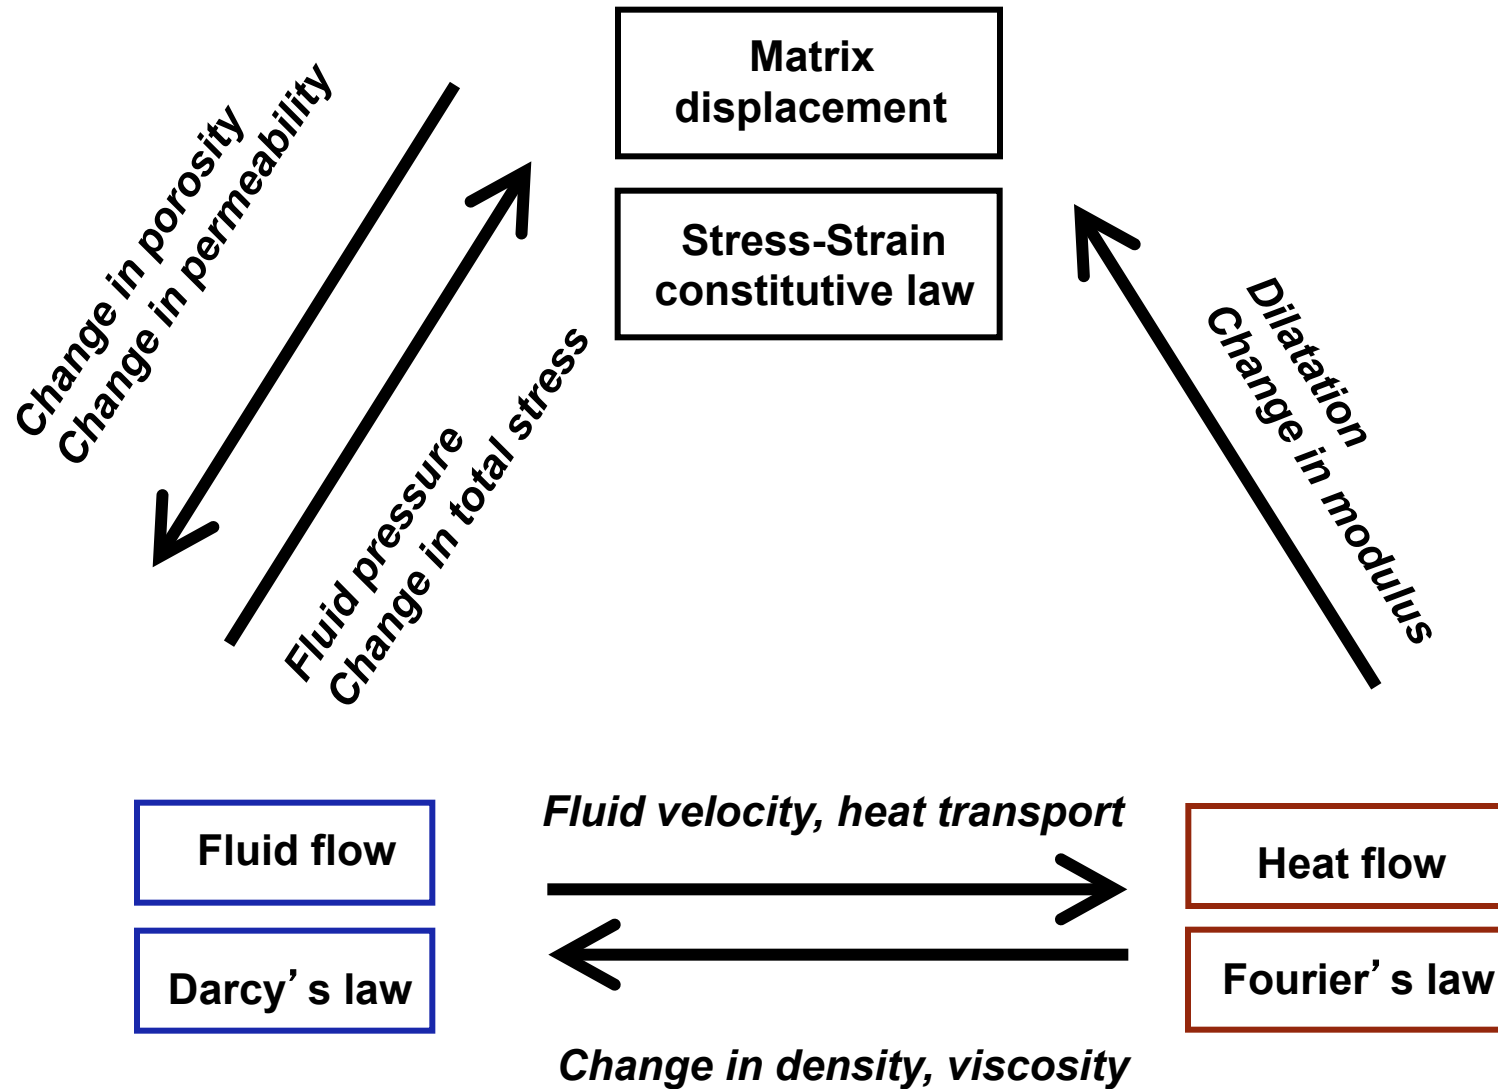 Matrix
displacement
Stress-Strain
constitutive law
Change in porosity
Change in permeability
Fluid pressure
Change in total stress
Dilatation
Change in modulus
Fluid velocity, heat transport
Fluid flow
Darcy’s law
Heat flow
Fourier’s law
Change in density, viscosity